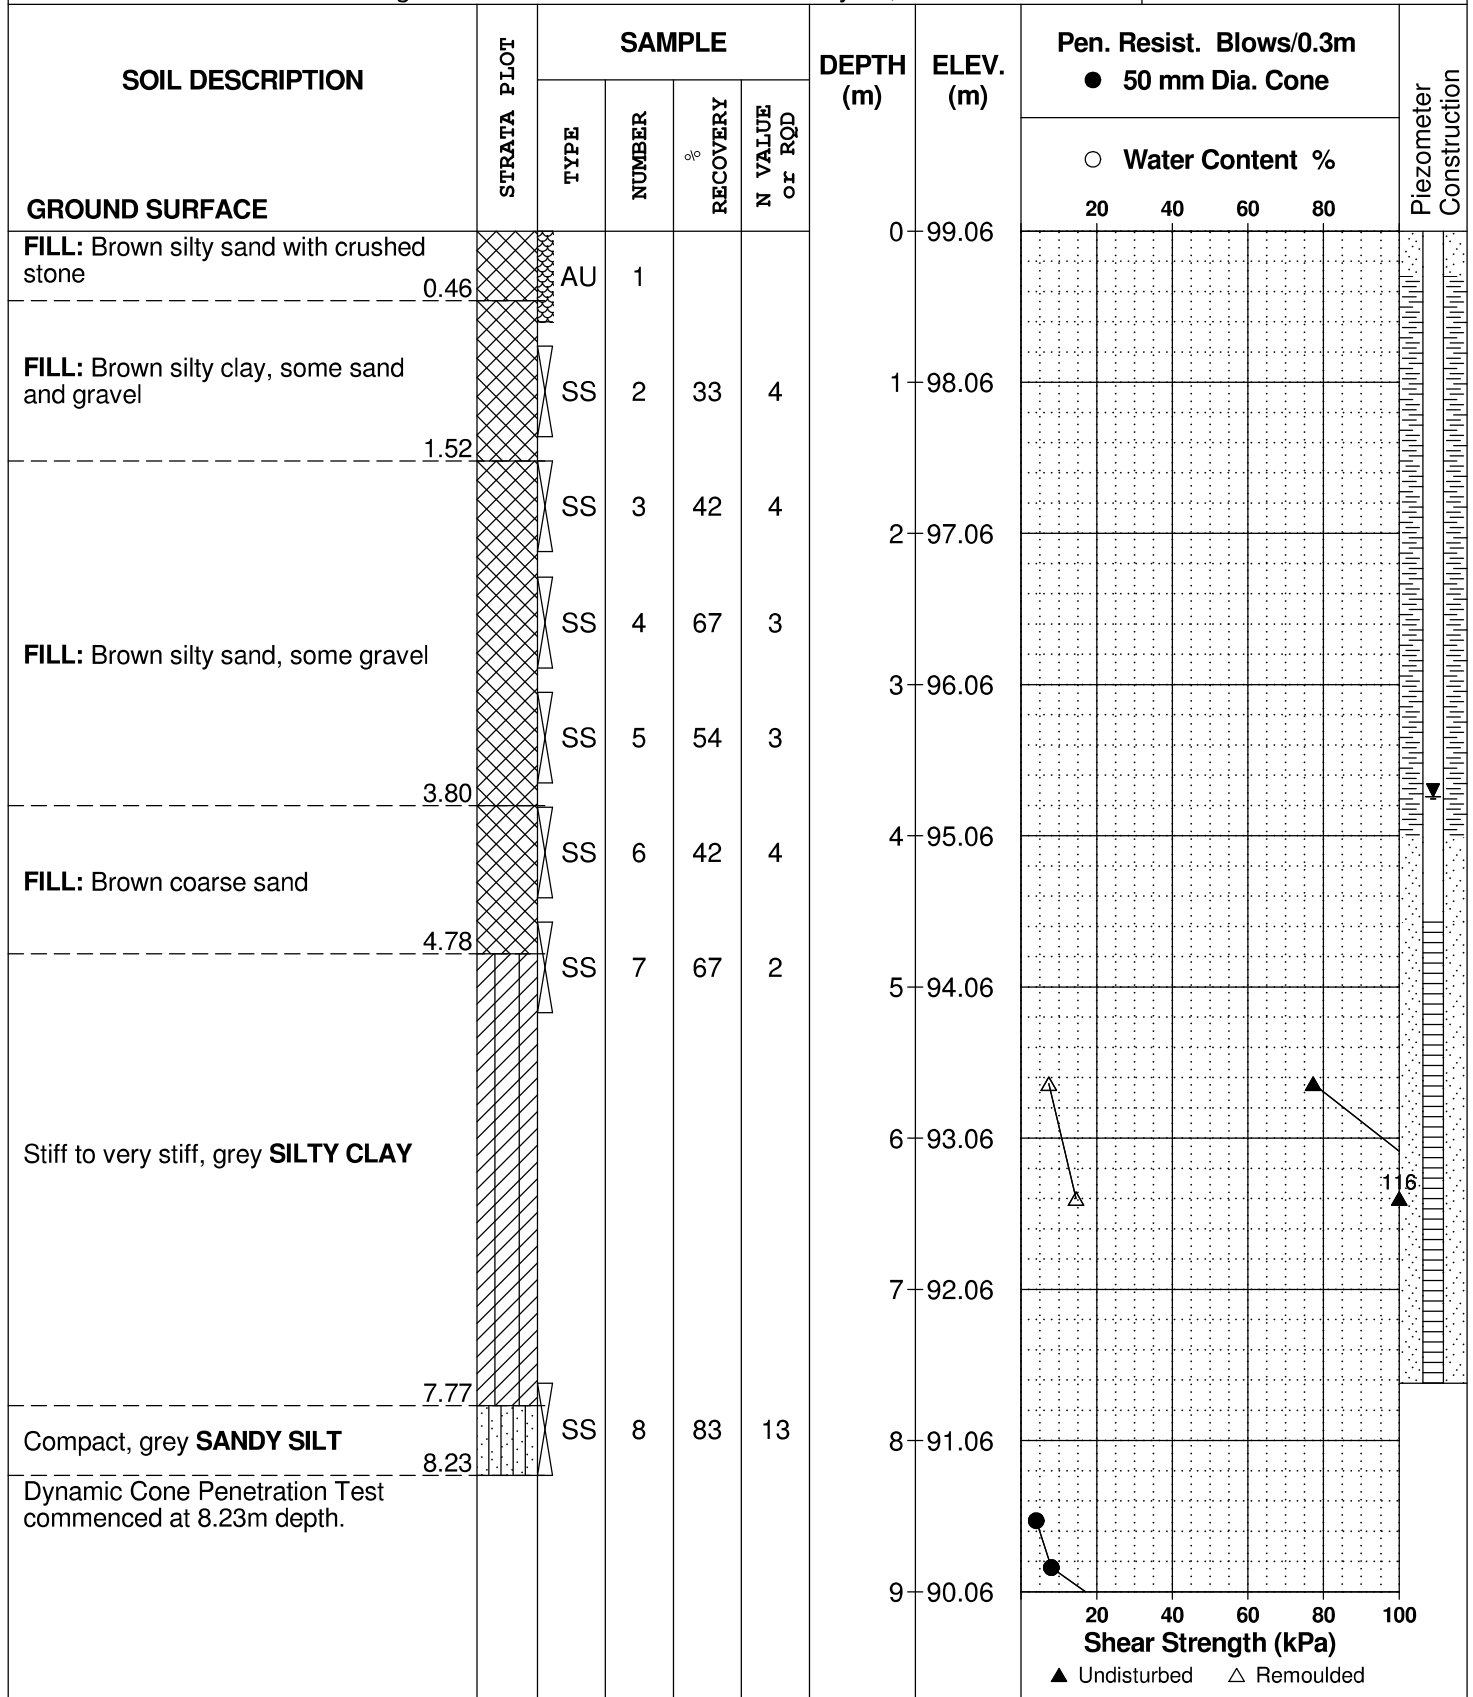 SOIL DESCRIPTION
GROUND SURFACE
STRATA PLOT
SAMPLE
TYPE
NUMBER
% RECOVERY
N VALUE
or RQD
DEPTH
(m)
ELEV.
(m)
Pen. Resist. Blows/0.3m
● 50 mm Dia. Cone
○ Water Content %
20 40 60 80
Piezometer
Construction
FILL: Brown silty sand with crushed
stone
0.46
AU 1
0 99.06
FILL: Brown silty clay, some sand
and gravel
1.52
SS 2 33 4
1 98.06
FILL: Brown silty sand, some gravel
3.80
SS 3 42 4
2 97.06
SS 4 67 3
3 96.06
SS 5 54 3
FILL: Brown coarse sand
4.78
SS 6 42 4
4 95.06
SS 7 67 2
5 94.06
Stiff to very stiff, grey SILTY CLAY
7.77
6 93.06
116
7 92.06
Compact, grey SANDY SILT
8.23
SS 8 83 13
8 91.06
Dynamic Cone Penetration Test
commenced at 8.23m depth.
9 90.06
20 40 60 80 100
Shear Strength (kPa)
▲ Undisturbed △ Remoulded